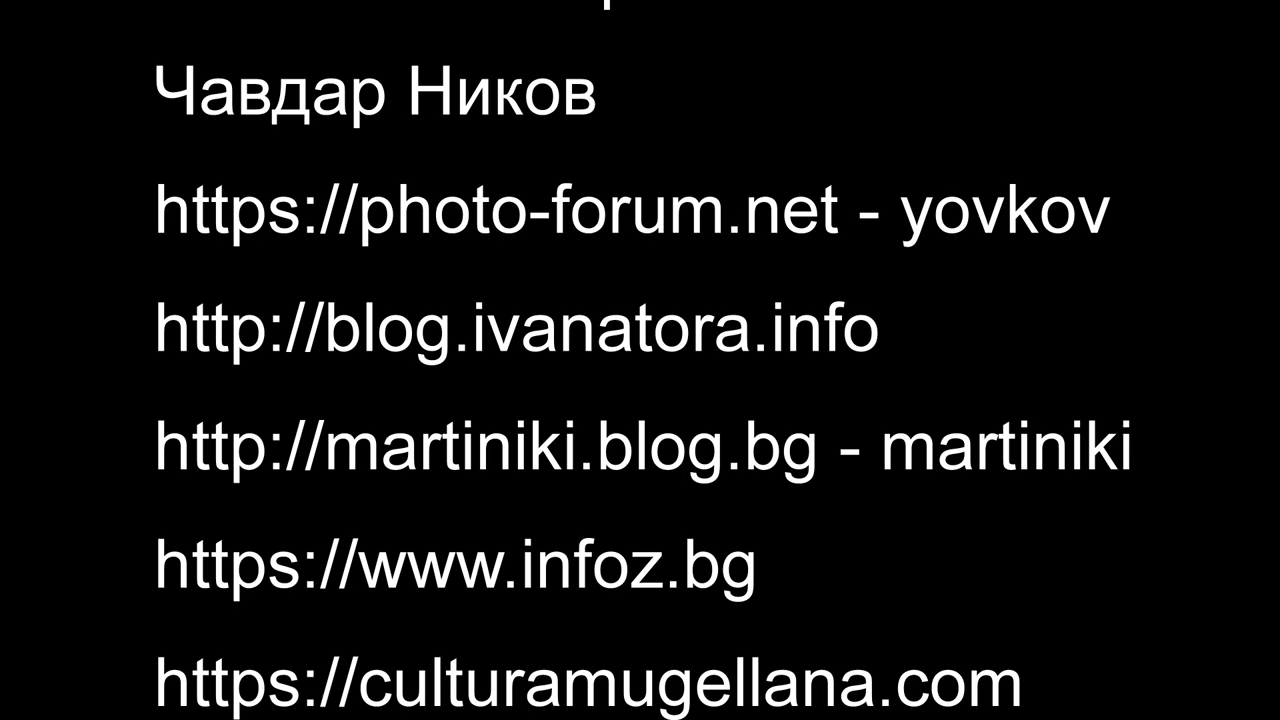 Чавдар Ников
https://photo-forum.net - yovkov
http://blog.ivanatora.info
http://martiniki.blog.bg - martiniki
https://www.infoz.bg
https://culturamugellana.com